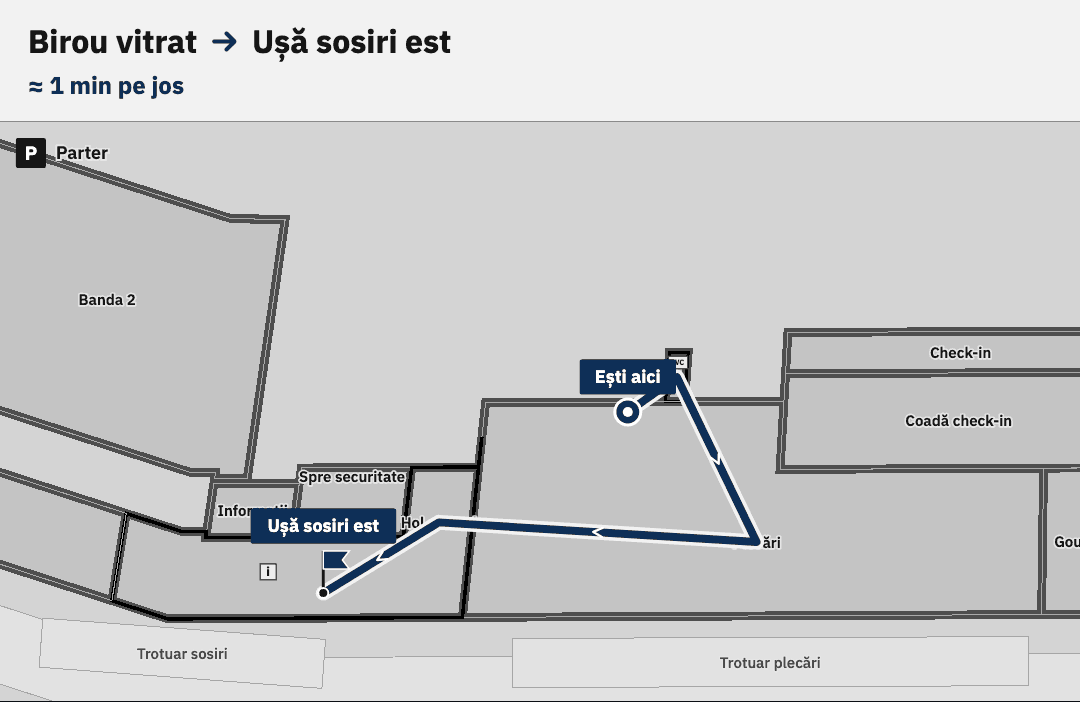 Birou vitrat → Ușă sosiri est
≈ 1 min pe jos
P Parter
Banda 2
Check-in
Ești aici
Coadă check-in
Spre securitate
Ușă sosiri est
Hol
i
Trotuar sosiri
Trotuar plecări